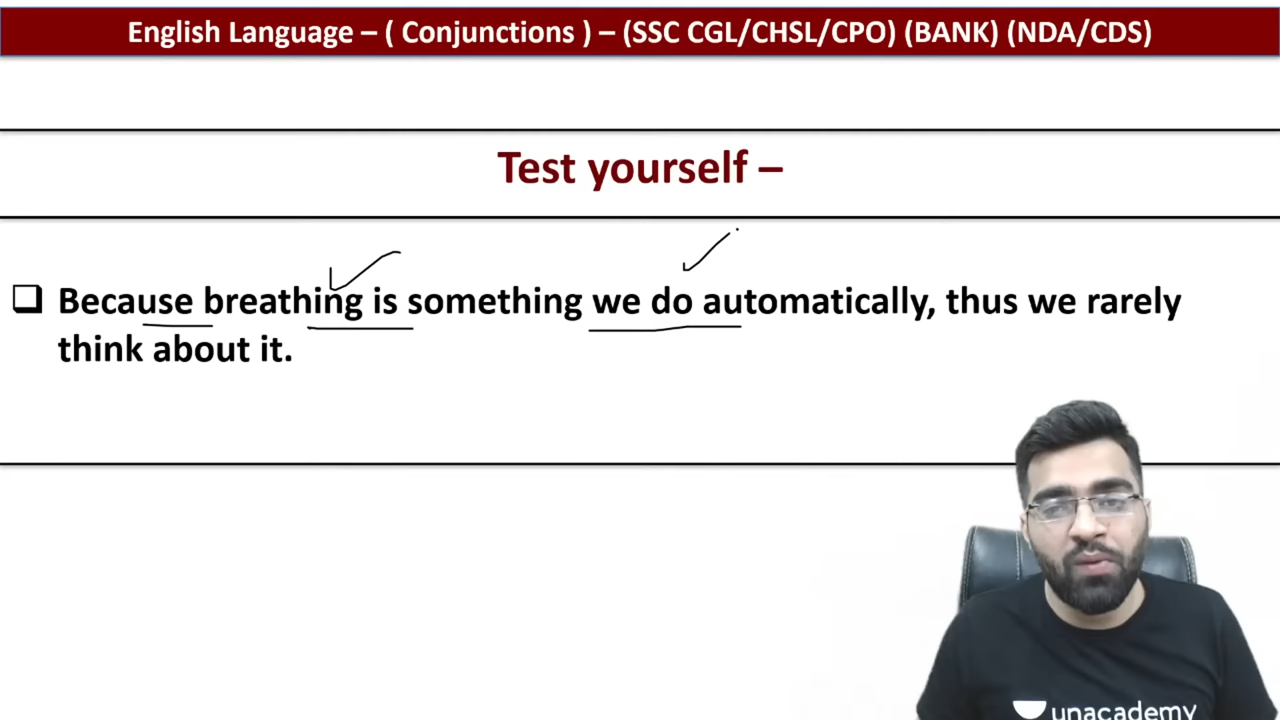 English Language – ( Conjunctions ) – (SSC CGL/CHSL/CPO) (BANK) (NDA/CDS)
Test yourself –
❑ Because breathing is something we do automatically, thus we rarely
think about it.
unacademy